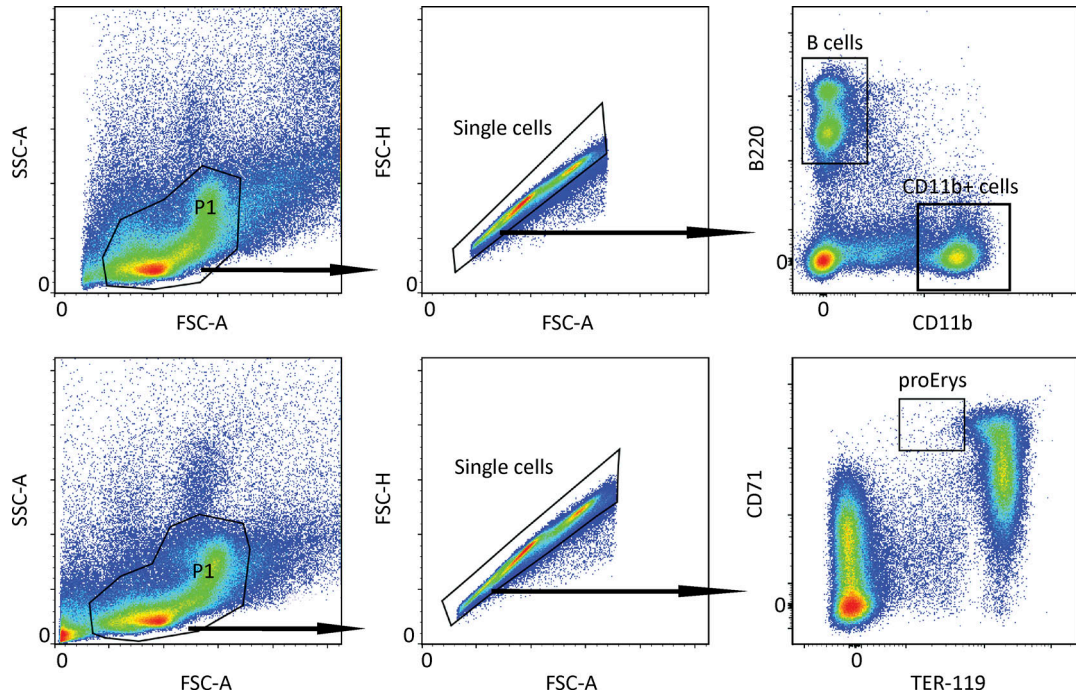 SSC-A
P1
0
0
FSC-A
FSC-H
Single cells
0
0
FSC-A
B220
B cells
CD11b+ cells
0
0
CD11b
SSC-A
P1
0
0
FSC-A
FSC-H
Single cells
0
0
FSC-A
CD71
proErys
0
0
TER-119